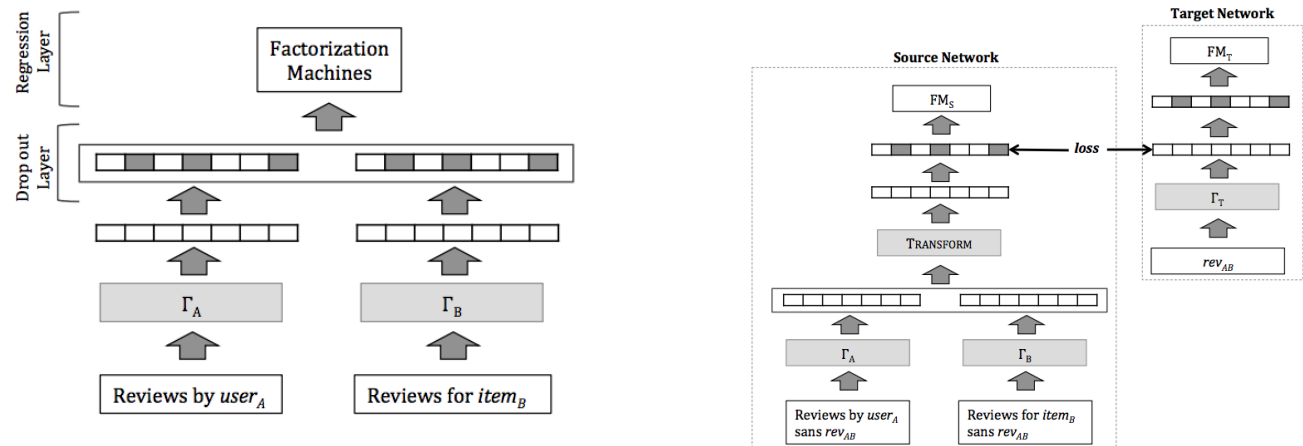 Regression
Layer
Factorization
Machines
Drop out
Layer
Γ_A
Γ_B
Reviews by user_A
Reviews for item_B
Source Network
Target Network
FM_S
FM_T
loss
TRANSFORM
Γ_T
rev_AB
Γ_A
Γ_B
Reviews by user_A
sans rev_AB
Reviews for item_B
sans rev_AB